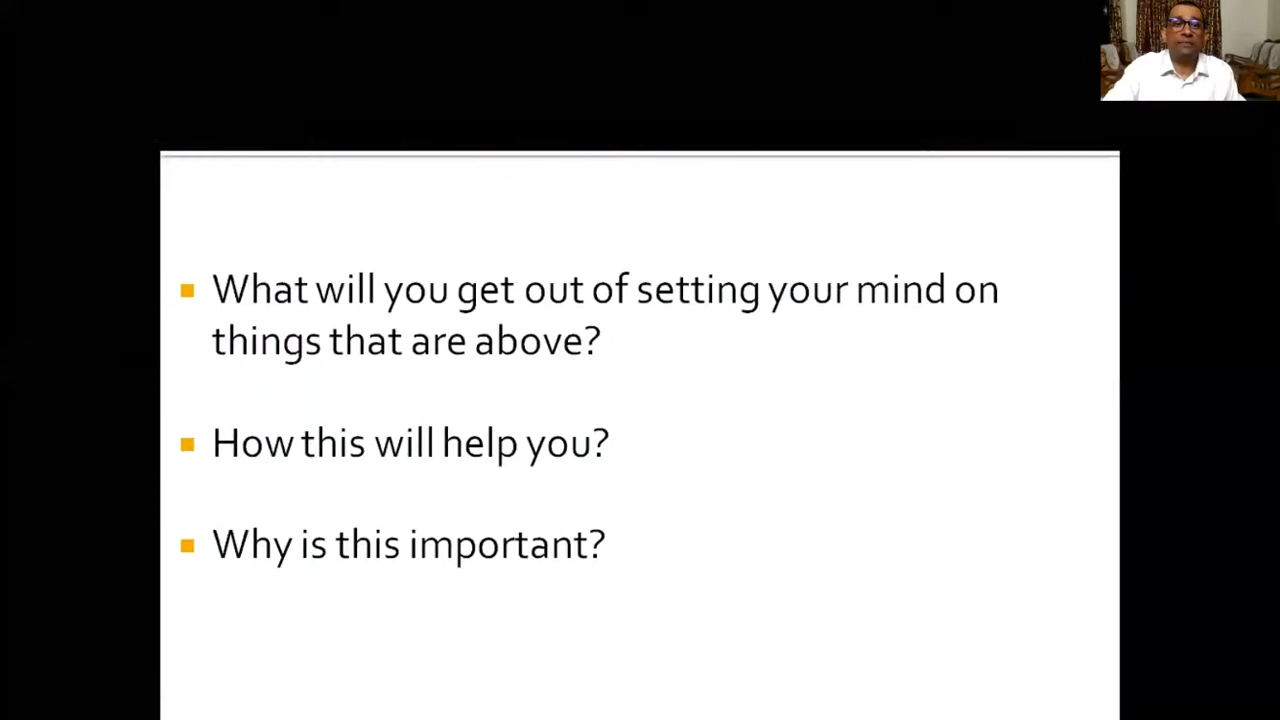 What will you get out of setting your mind on
things that are above?
How this will help you?
Why is this important?